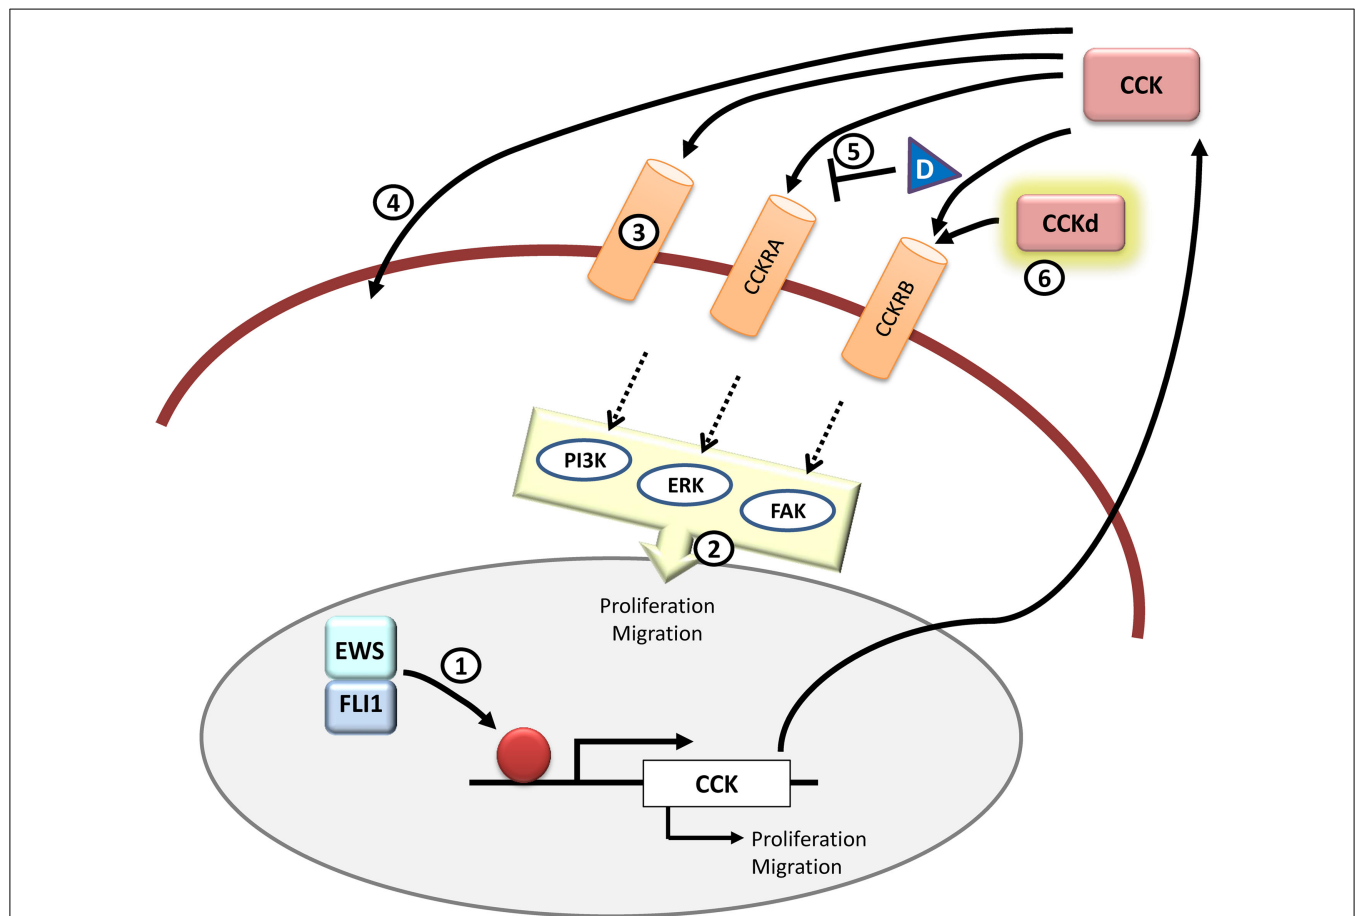 CCK
5
D
4
CCKd
3
CCKRA
6
CCKRB
PI3K
ERK
FAK
2
Proliferation
Migration
EWS
1
FLI1
CCK
Proliferation
Migration